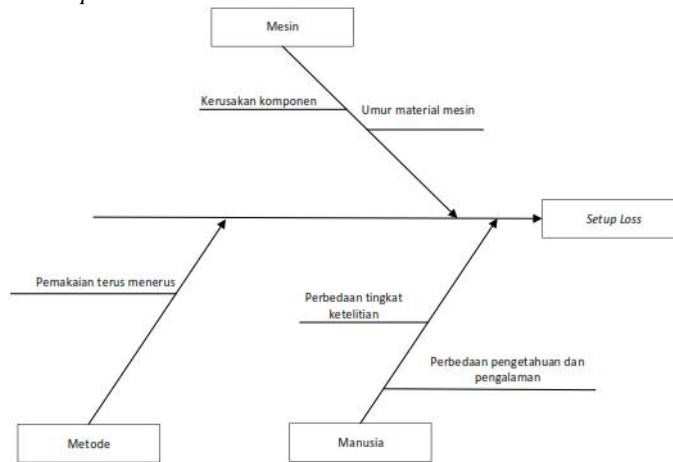 Mesin
Kerusakan komponen
Umur material mesin
Setup Loss
Pemakaian terus menerus
Perbedaan tingkat
ketelitian
Perbedaan pengetahuan dan
pengalaman
Metode
Manusia